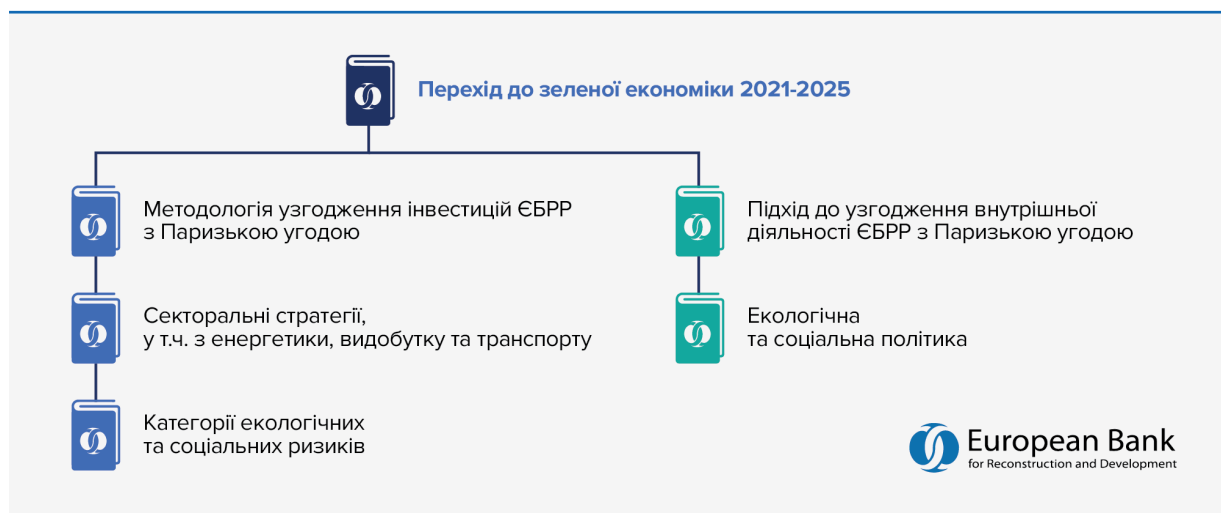 Перехід до зеленої економіки 2021-2025
Методологія узгодження інвестицій ЄБРР
з Паризькою угодою
Секторальні стратегії,
у т.ч. з енергетики, видобутку та транспорту
Категорії екологічних
та соціальних ризиків
Підхід до узгодження внутрішньої
діяльності ЄБРР з Паризькою угодою
Екологічна
та соціальна політика
European Bank
for Reconstruction and Development